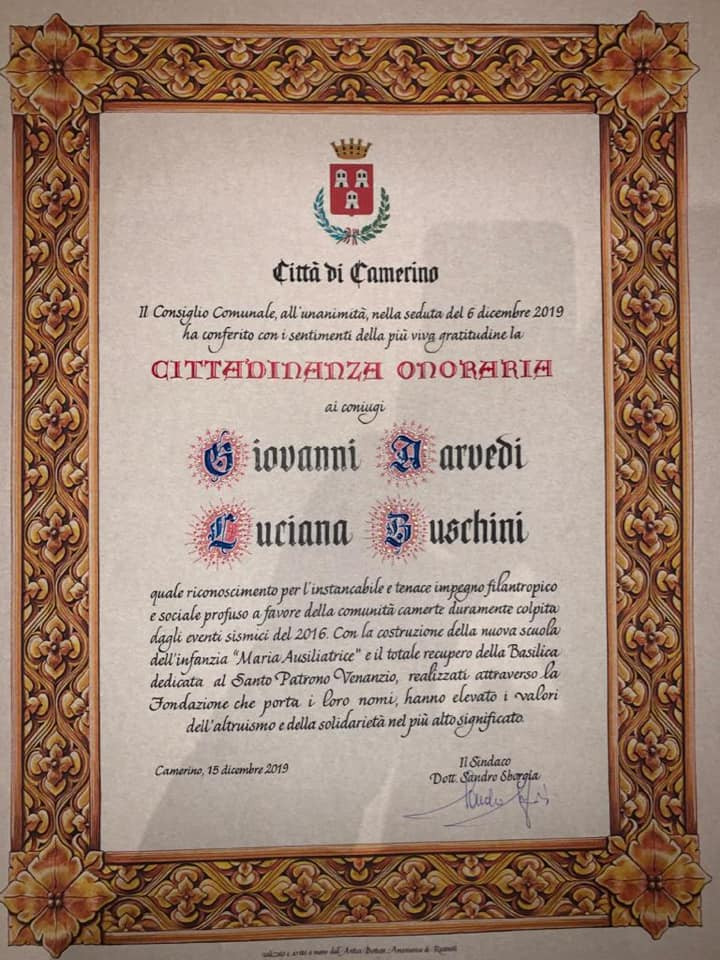 Città di Camerino
Il Consiglio Comunale, all'unanimità, nella seduta del 6 dicembre 2019
ha conferito con i sentimenti della più viva gratitudine la
CITTADINANZA ONORARIA
ai coniugi
Giovanni Arvedi
Luciana Buschini
quale riconoscimento per l'instancabile e tenace impegno filantropico
e sociale profuso a favore della comunità camerte duramente colpita
dagli eventi sismici del 2016. Con la costruzione della nuova scuola
dell'infanzia "Maria Ausiliatrice" e il totale recupero della Basilica
dedicata al Santo Patrono Venanzio, realizzati attraverso la
Fondazione che porta i loro nomi, hanno elevato i valori
dell'altruismo e della solidarietà nel più alto significato.
Camerino, 15 dicembre 2019
Il Sindaco
Dott. Sandro Sborgia